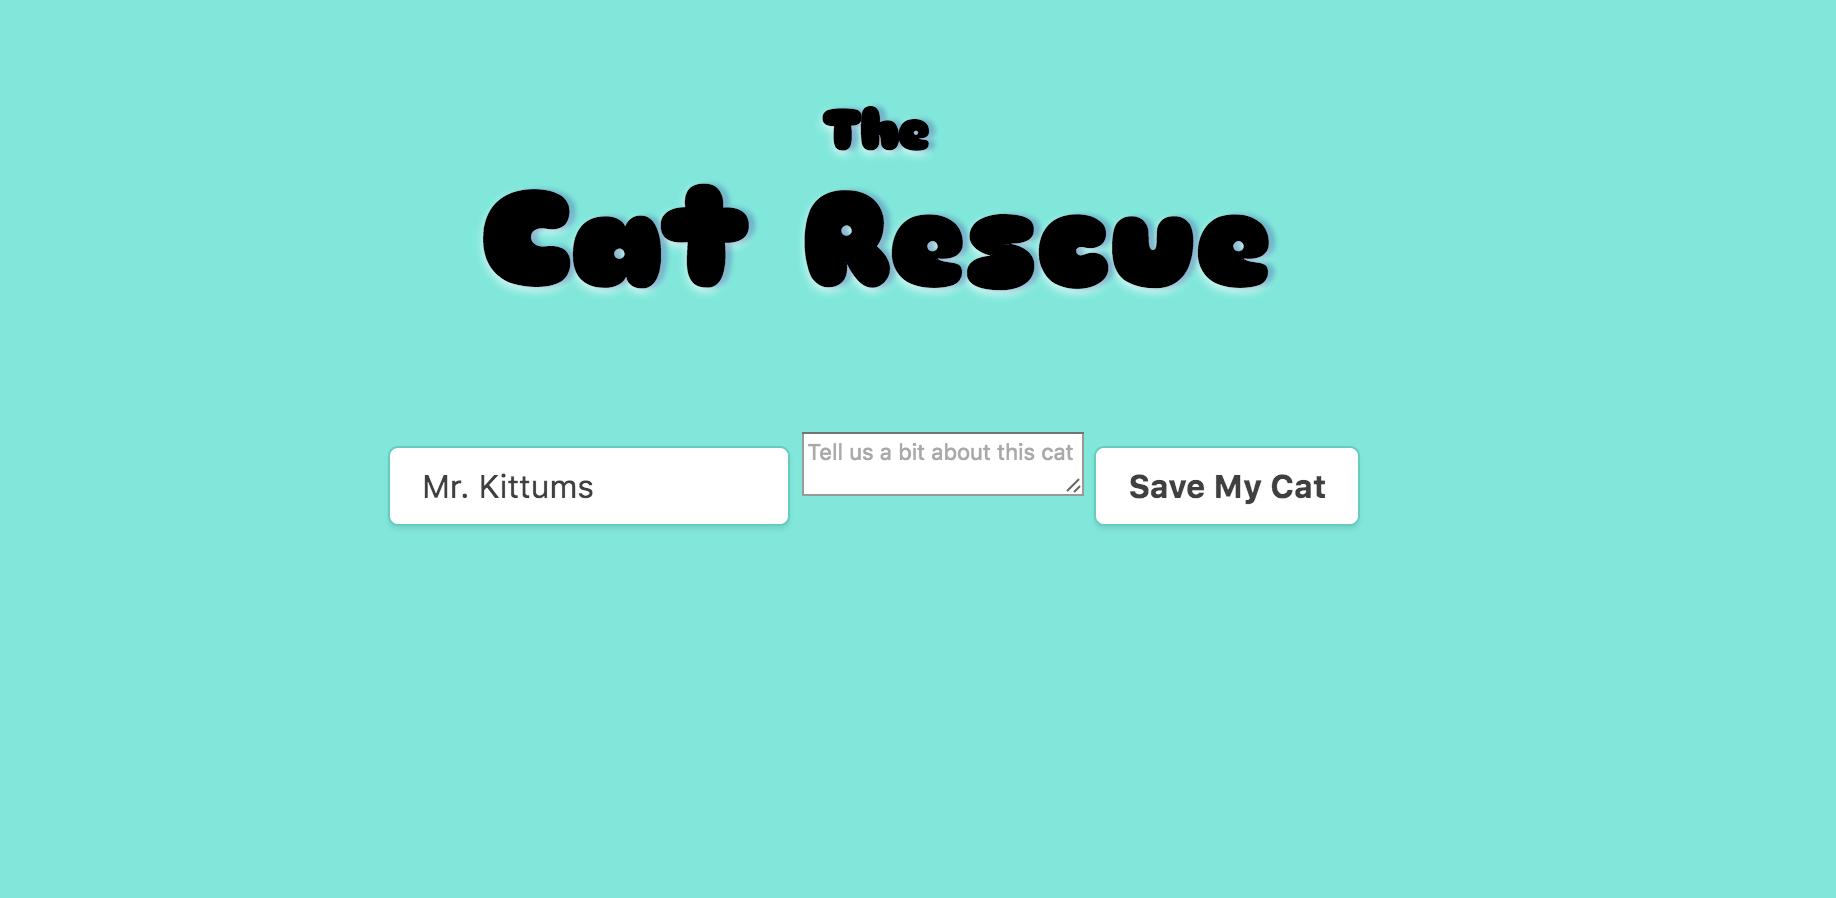 The
Cat Rescue
Mr. Kittums
Tell us a bit about this cat
Save My Cat